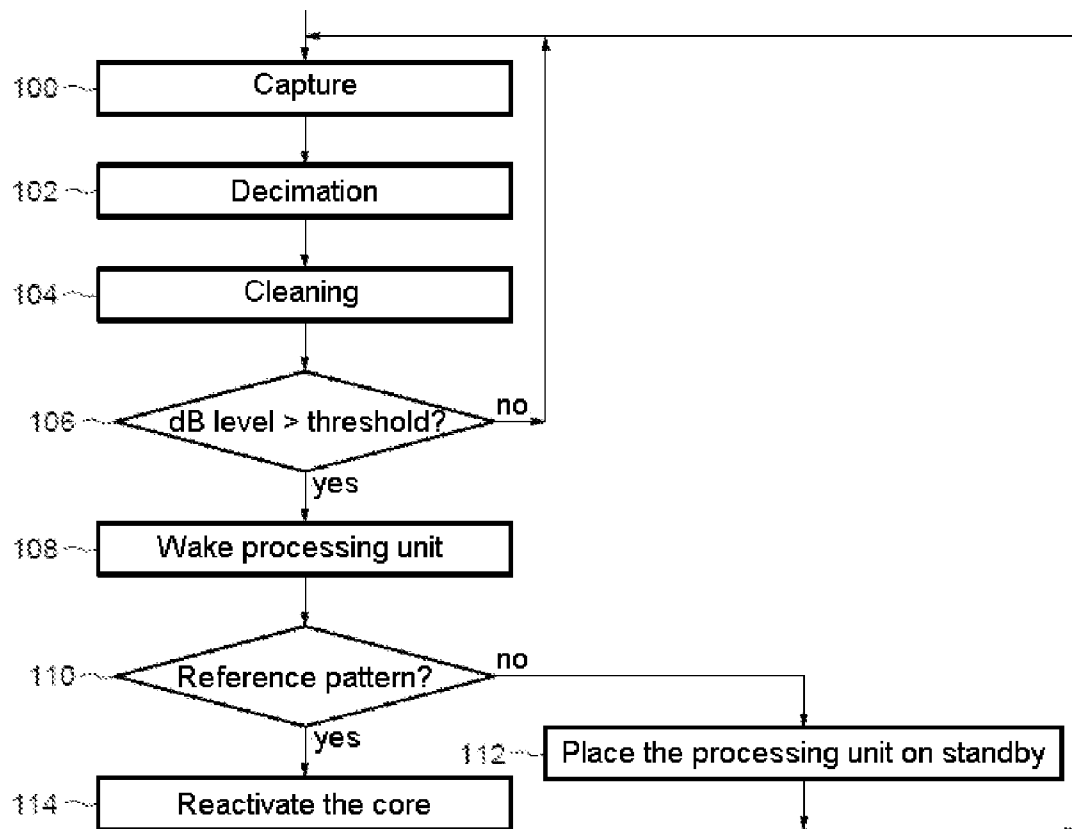 100 Capture
102 Decimation
104 Cleaning
106 dB level > threshold? no
yes
108 Wake processing unit
110 Reference pattern? no
yes
112 Place the processing unit on standby
114 Reactivate the core